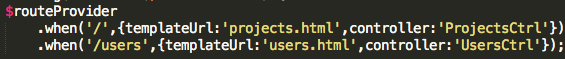 $routeProvider
.when('/',{templateUrl:'projects.html',controller:'ProjectsCtrl'})
.when('/users',{templateUrl:'users.html',controller:'UsersCtrl'});